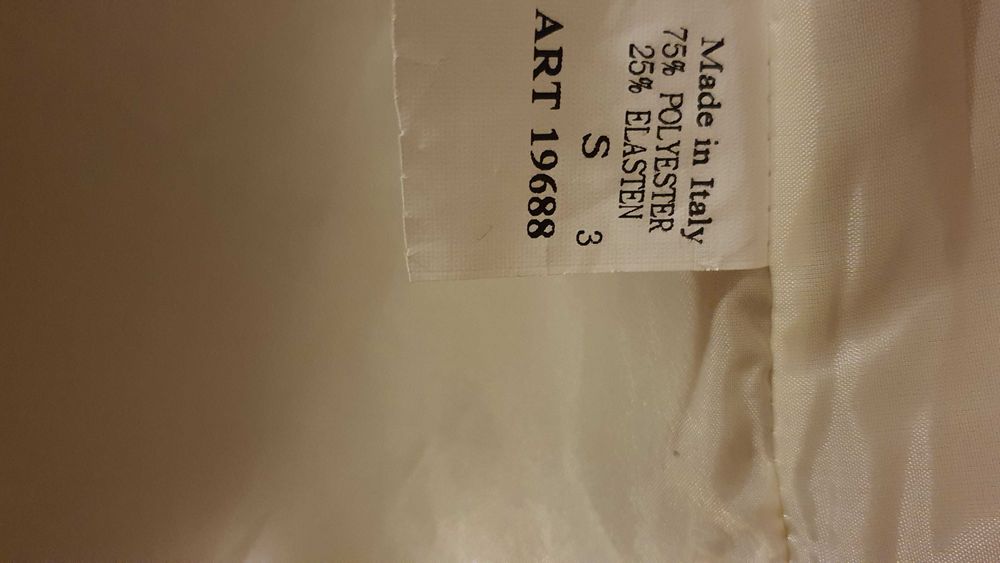 Made in Italy
75% POLYESTER
25% ELASTEN
S 3
ART 19688